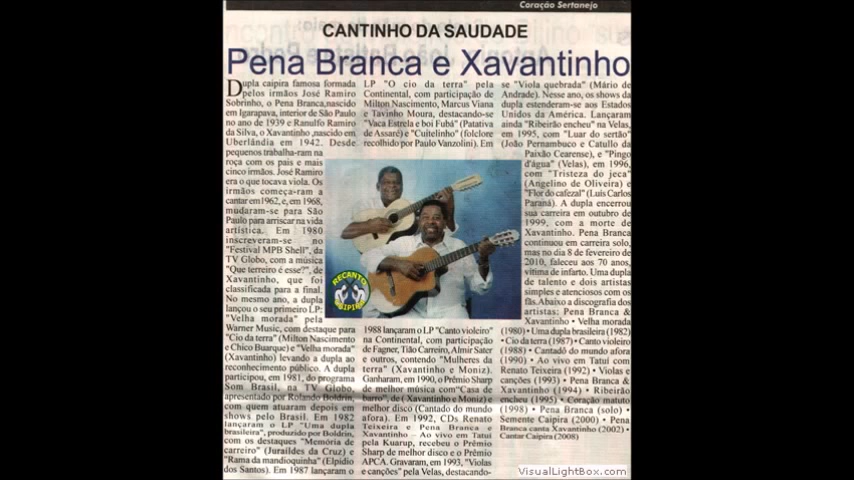 Coração Sertanejo
CANTINHO DA SAUDADE
Pena Branca e Xavantinho
Dupla caipira famosa formada
pelos irmãos José Ramiro
Sobrinho, o Pena Branca,nascido
em Igarapava, interior de São Paulo
no ano de 1939 e Ranulfo Ramiro
da Silva, o Xavantinho ,nascido em
Uberlândia em 1942. Desde
pequenos trabalha-ram na
roça com os pais e mais
cinco irmãos. José Ramiro
era o que tocava viola. Os
irmãos começa-ram a
cantar em1962,e, em 1968,
mudaram-se para São
Paulo para arriscar na vida
artística. Em 1980
inscreveram-se no
"Festival MPB Shell", da
TV Globo, com a música
"Que terreiro é esse?", de
Xavantinho, que foi
classificada para a final.
No mesmo ano, a dupla
lançou o seu primeiro LP:
"Velha morada" pela
Warner Music, com destaque para
"Cio da terra" (Milton Nascimento
e Chico Buarque) e "Velha morada"
(Xavantinho) levando a dupla ao
reconhecimento público. A dupla
participou, em 1981, do programa
Som Brasil, na TV Globo,
apresentado por Rolando Boldrin,
com quem atuaram depois em
shows pelo Brasil. Em 1982
lançaram o LP "Uma dupla
brasileira", produzido por Boldrin,
com os destaques "Memória de
carreiro" (Juraildes da Cruz) e
"Rama da mandioquinha" (Elpídio
dos Santos). Em 1987 lançaram o
LP "O cio da terra" pela
Continental, com participação de
Milton Nascimento, Marcus Viana
e Tavinho Moura, destacando-se
"Vaca Estrela e boi Fubá" (Patativa
de Assaré) e "Cuitelinho" (folclore
recolhido por Paulo Vanzolini). Em
RECANTO
CAIPIRA
1988 lançaram o LP "Canto violeiro"
na Continental, com participação
de Fagner, Tião Carreiro, Almir Sater
e outros, contendo "Mulheres da
terra" (Xavantinho e Moniz).
Ganharam, em 1990, o Prêmio Sharp
de melhor música com"Casa de
barro", de ( Xavantinho e Moniz) e
melhor disco (Cantado do mundo
afora). Em 1992, CDs Renato
Teixeira e Pena Branca e
Xavantinho – Ao vivo em Tatuí
pela Kuarup, recebeu o Prêmio
Sharp de melhor disco e o Prêmio
APCA. Gravaram, em 1993, "Violas
e canções" pela Velas, destacando-
se "Viola quebrada" (Mário de
Andrade). Nesse ano, os shows da
dupla estenderam-se aos Estados
Unidos da América. Lançaram
ainda "Ribeirão encheu" na Velas,
em 1995, com "Luar do sertão"
(João Pernambuco e Catullo da
Paixão Cearense), e "Pingo
d'água" (Velas), em 1996,
com "Tristeza do jeca"
(Angelino de Oliveira) e
"Flor do cafezal" (Luis Carlos
Paraná). A dupla encerrou
sua carreira em outubro de
1999, com a morte de
Xavantinho. Pena Branca
continuou em carreira solo,
mas no dia 8 de fevereiro de
2010, faleceu aos 70 anos,
vítima de infarto. Uma dupla
de talento e dois artistas
simples e atenciosos com os
fãs.Abaixo a discografia dos
artistas: Pena Branca &
Xavantinho • Velha morada
(1980) • Uma dupla brasileira (1982)
• Cio da terra (1987)• Canto violeiro
(1988) • Cantadô do mundo afora
(1990) • Ao vivo em Tatuí com
Renato Teixeira (1992) • Violas e
canções (1993) • Pena Branca &
Xavantinho (1994) • Ribeirão
encheu (1995) • Coração matuto
(1998) • Pena Branca (solo) •
Semente Caipira (2000) • Pena
Branca canta Xavantinho (2002) •
Cantar Caipira (2008)
VisualLightBox.com